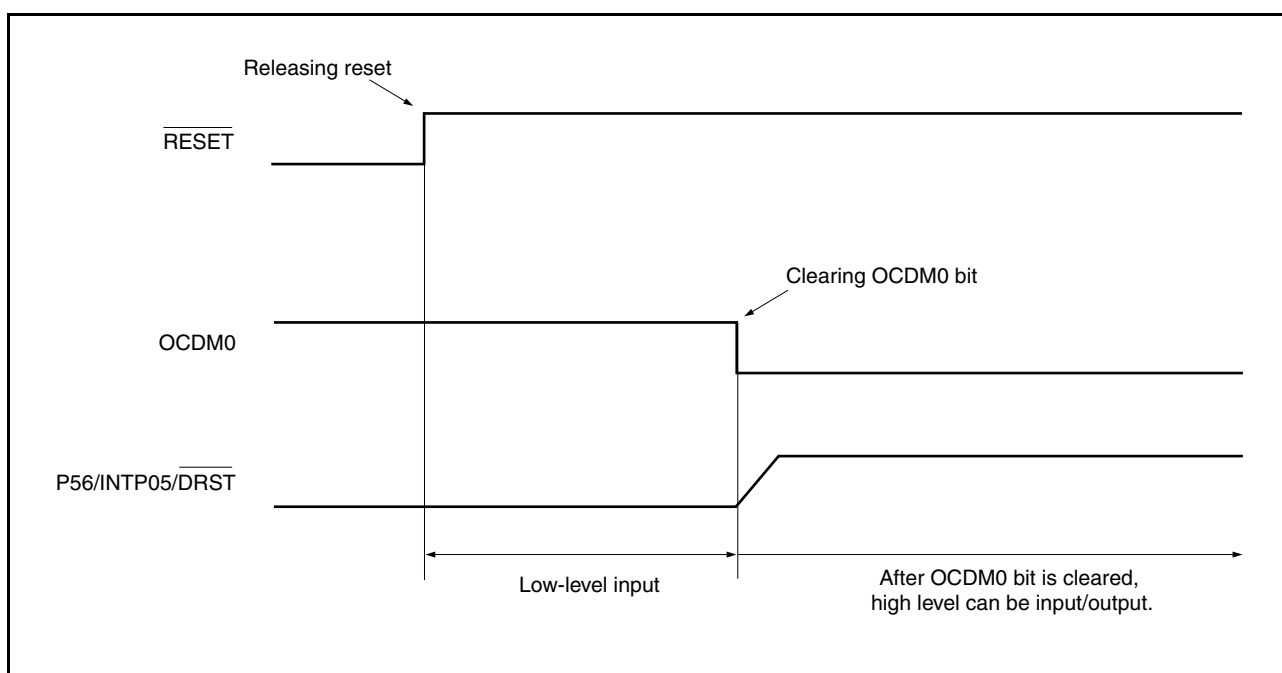 Releasing reset
RESET
Clearing OCDM0 bit
OCDM0
P56/INTP05/DRST
Low-level input
After OCDM0 bit is cleared,
high level can be input/output.